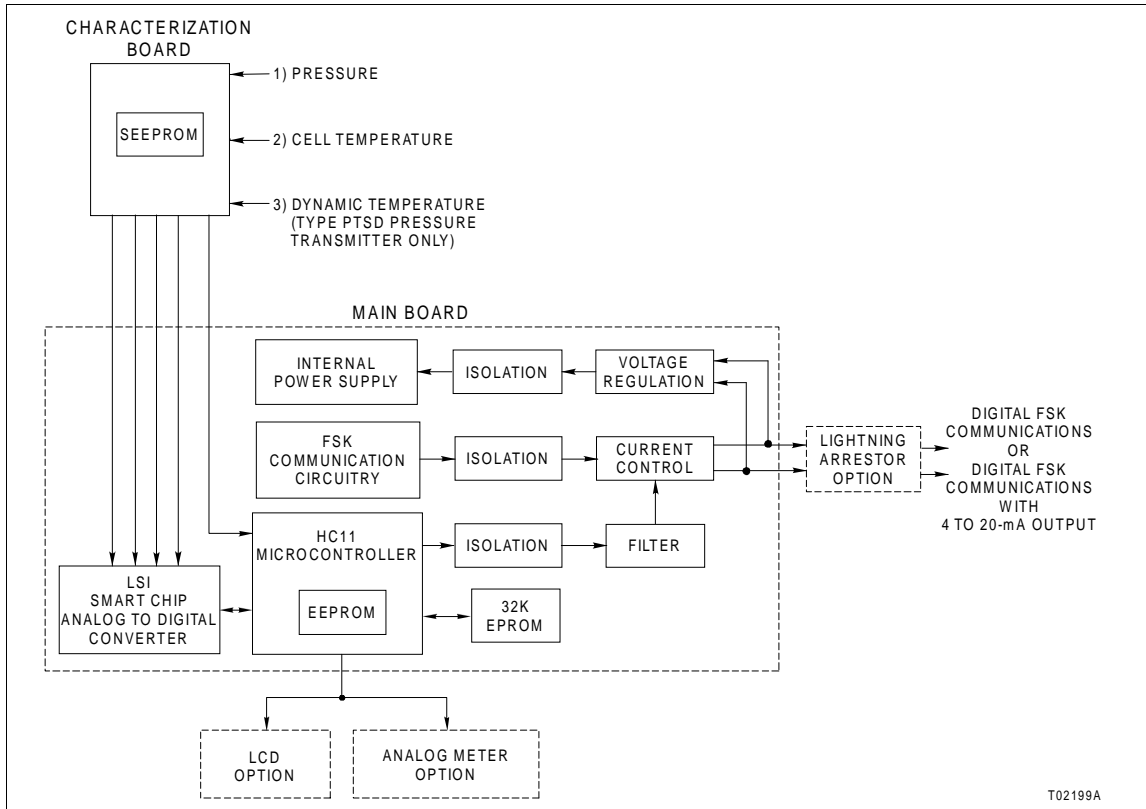 CHARACTERIZATION
BOARD
SEEPROM
1) PRESSURE
2) CELL TEMPERATURE
3) DYNAMIC TEMPERATURE
(TYPE PTSD PRESSURE
TRANSMITTER ONLY)
MAIN BOARD
INTERNAL
POWER SUPPLY
ISOLATION
VOLTAGE
REGULATION
FSK
COMMUNICATION
CIRCUITRY
ISOLATION
CURRENT
CONTROL
LIGHTNING
ARRESTOR
OPTION
DIGITAL FSK
COMMUNICATIONS
OR
DIGITAL FSK
COMMUNICATIONS
WITH
4 TO 20-mA OUTPUT
HC11
MICROCONTROLLER
EEPROM
ISOLATION
FILTER
LSI
SMART CHIP
ANALOG TO DIGITAL
CONVERTER
32K
EPROM
LCD
OPTION
ANALOG METER
OPTION
T02199A